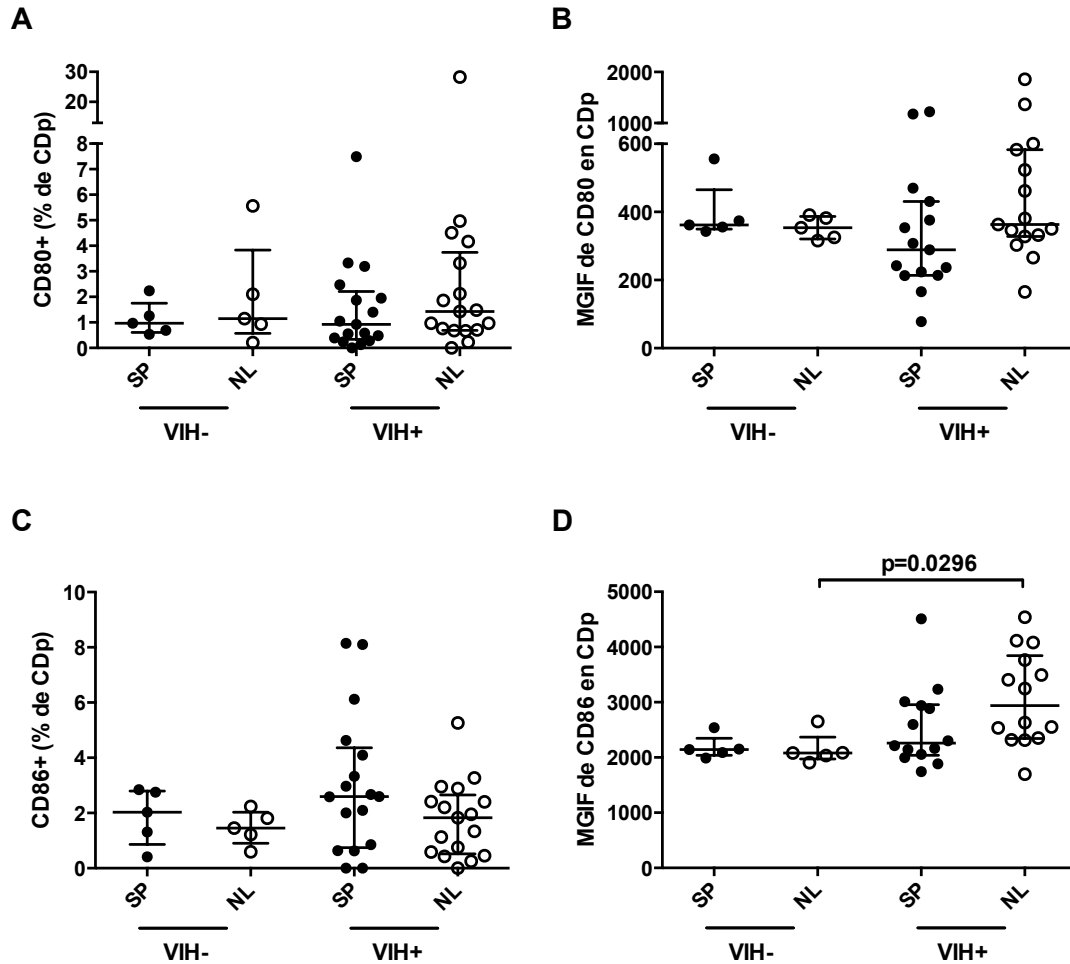 A
CD80+ (% de CDp)
30
20
8
7
6
5
4
3
2
1
0
SP
NL
SP
NL
VIH-
VIH+
B
MGIF de CD80 en CDp
2000
1000
600
400
200
0
SP
NL
SP
NL
VIH-
VIH+
C
CD86+ (% de CDp)
10
8
6
4
2
0
SP
NL
SP
NL
VIH-
VIH+
D
p=0.0296
MGIF de CD86 en CDp
5000
4000
3000
2000
1000
0
SP
NL
SP
NL
VIH-
VIH+